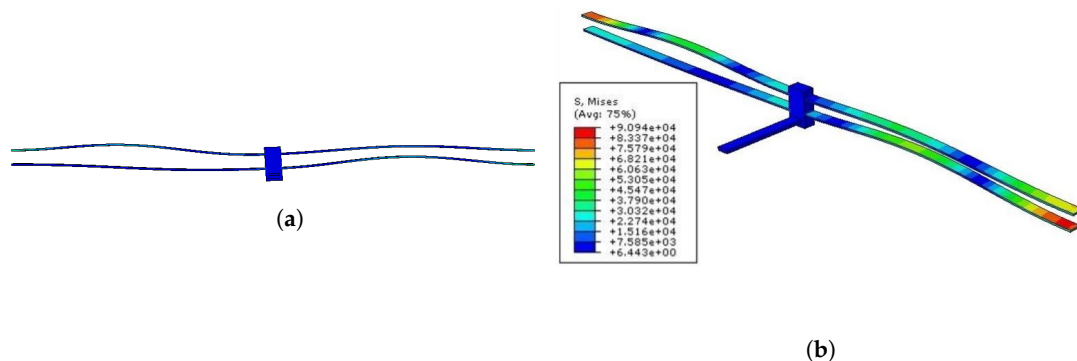 S, Mises
(Avg: 75%)
+9.094e+04
+8.337e+04
+7.579e+04
+6.821e+04
+6.063e+04
+5.305e+04
+4.547e+04
+3.790e+04
+3.032e+04
+2.274e+04
+1.516e+04
+7.585e+03
+6.443e+00
(a)
(b)